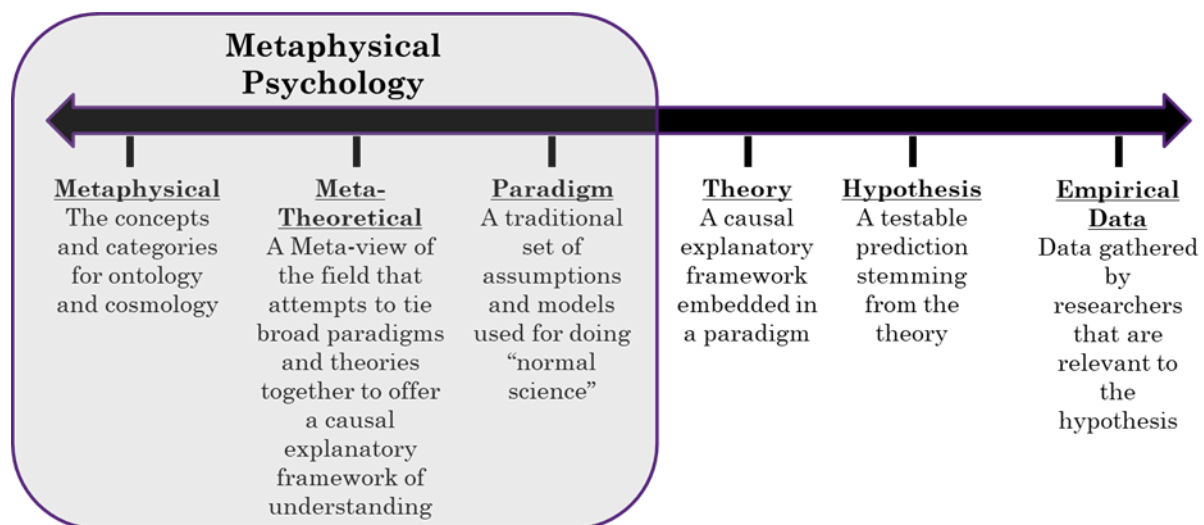 Metaphysical
Psychology
Metaphysical
The concepts
and categories
for ontology
and cosmology
Meta-
Theoretical
A Meta-view of
the field that
attempts to tie
broad paradigms
and theories
together to offer
a causal
explanatory
framework of
understanding
Paradigm
A traditional
set of
assumptions
and models
used for doing
“normal
science”
Theory
A causal
explanatory
framework
embedded in
a paradigm
Hypothesis
A testable
prediction
stemming
from the
theory
Empirical
Data
Data gathered
by
researchers
that are
relevant to
the
hypothesis